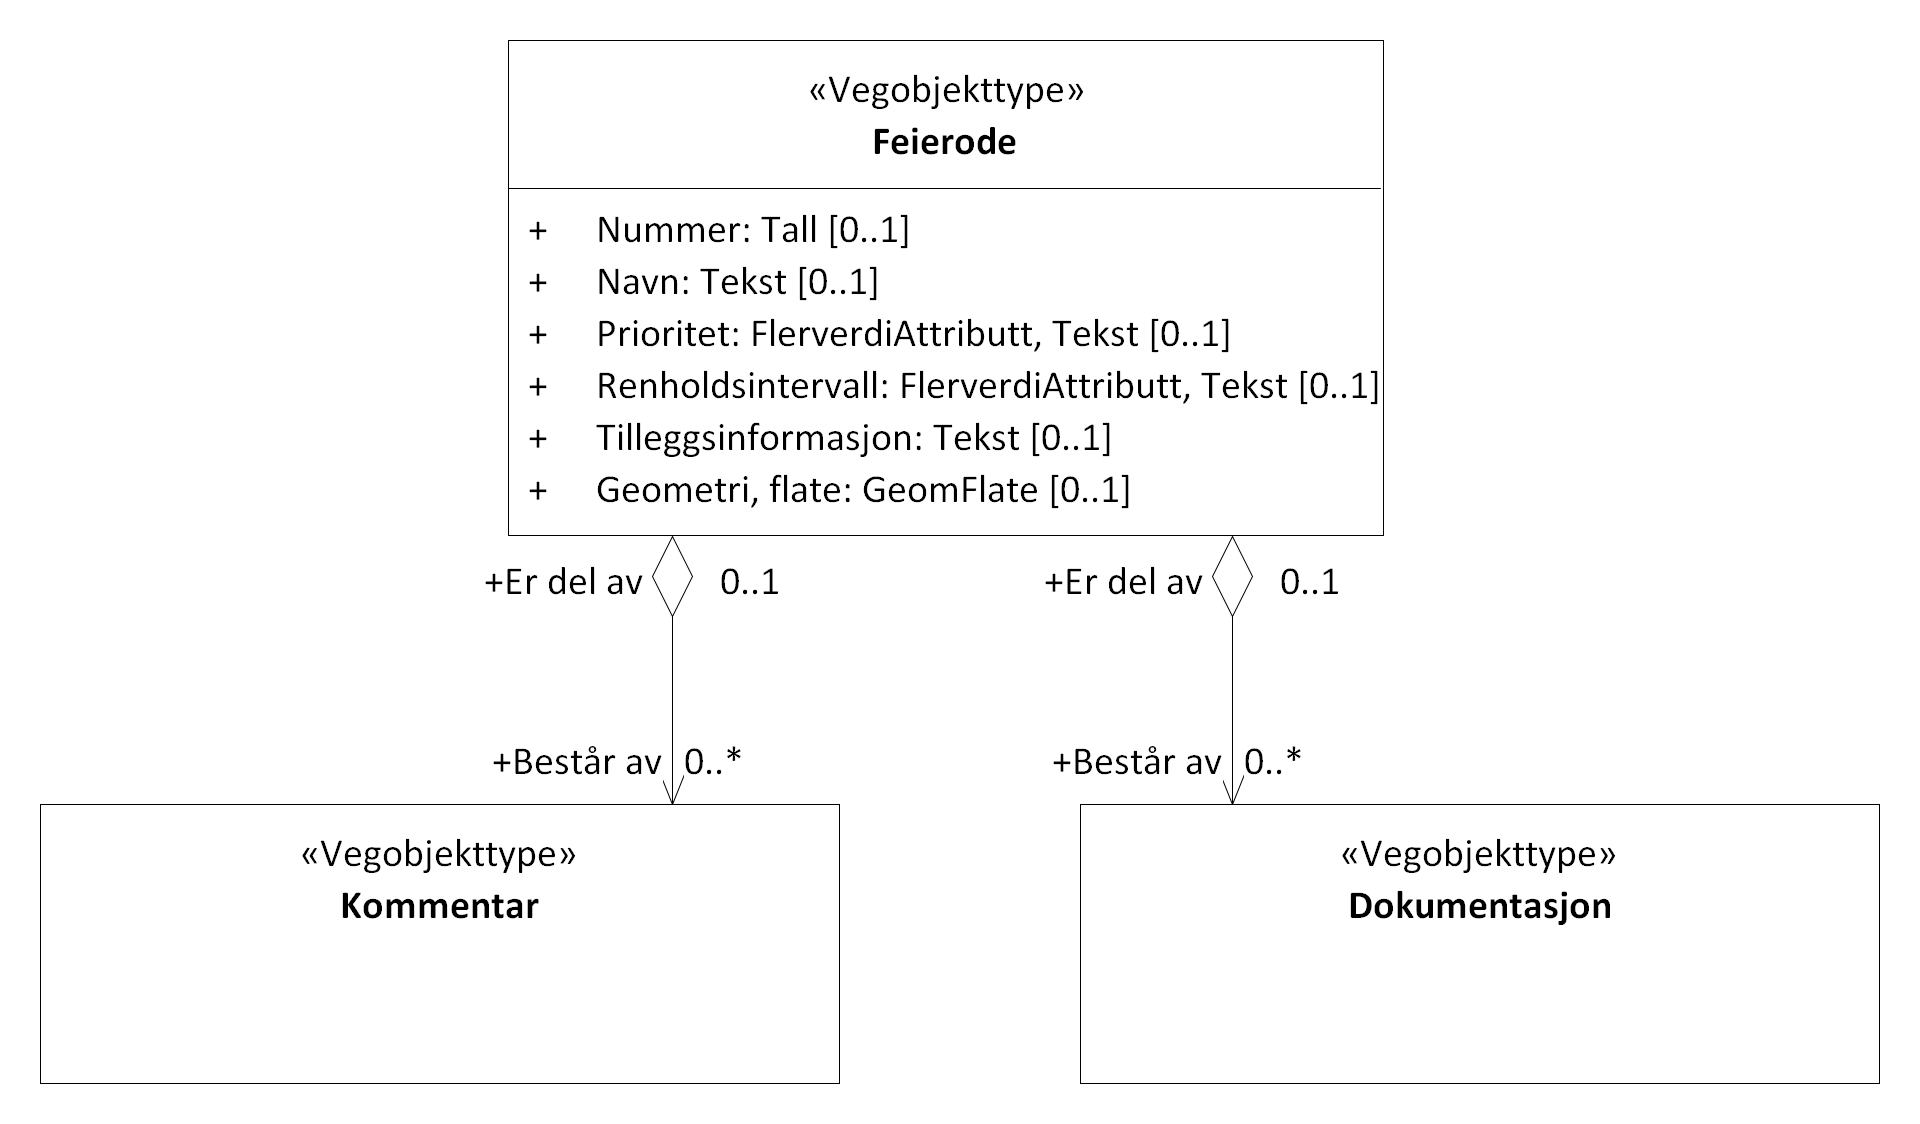 «Vegobjekttype»
Feierode
+ Nummer: Tall [0..1]
+ Navn: Tekst [0..1]
+ Prioritet: FlerverdiAttributt, Tekst [0..1]
+ Renholdsintervall: FlerverdiAttributt, Tekst [0..1]
+ Tilleggsinformasjon: Tekst [0..1]
+ Geometri, flate: GeomFlate [0..1]
+Er del av 0..1
+Er del av 0..1
+Består av 0..*
+Består av 0..*
«Vegobjekttype»
Kommentar
«Vegobjekttype»
Dokumentasjon